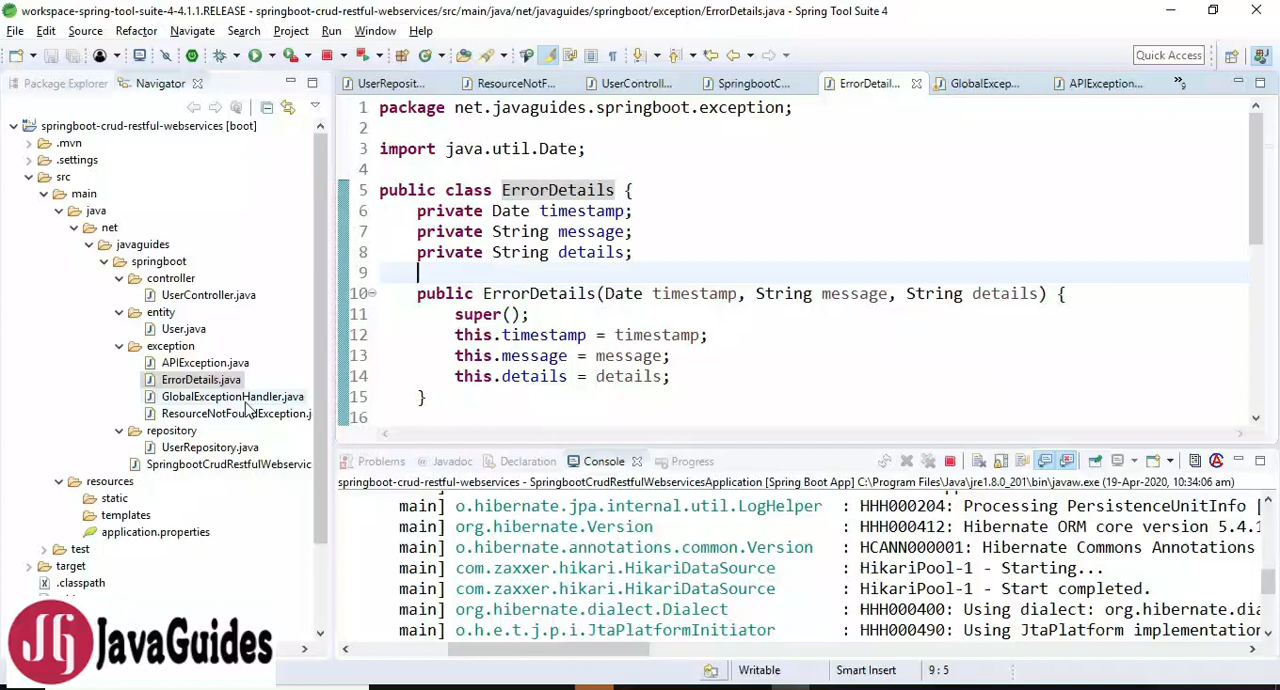 workspace-spring-tool-suite-4-4.1.1.RELEASE - springboot-crud-restful-webservices/src/main/java/net/javaguides/springboot/exception/ErrorDetails.java - Spring Tool Suite 4
File Edit Source Refactor Navigate Search Project Run Window Help
Quick Access
Package Explorer Navigator
UserReposit... ResourceNotF... UserControll... SpringbootC... ErrorDetail... GlobalExcep... APIException... 9
springboot-crud-restful-webservices [boot]
.mvn
.settings
src
main
java
net
javaguides
springboot
controller
UserController.java
entity
User.java
exception
APIException.java
ErrorDetails.java
GlobalExceptionHandler.java
ResourceNotFoundException.j
repository
UserRepository.java
SpringbootCrudRestfulWebservic
resources
static
templates
application.properties
test
target
.classpath
JG JavaGuides
1 package net.javaguides.springboot.exception;
2
3 import java.util.Date;
4
5 public class ErrorDetails {
6 private Date timestamp;
7 private String message;
8 private String details;
9
10 public ErrorDetails(Date timestamp, String message, String details) {
11 super();
12 this.timestamp = timestamp;
13 this.message = message;
14 this.details = details;
15 }
16
Problems Javadoc Declaration Console Progress
springboot-crud-restful-webservices - SpringbootCrudRestfulWebservicesApplication [Spring Boot App] C:\Program Files\Java\jre1.8.0_201\bin\javaw.exe (19-Apr-2020, 10:34:06 am)
main] o.hibernate.jpa.internal.util.LogHelper : HHH000204: Processing PersistenceUnitInfo [
main] org.hibernate.Version : HHH000412: Hibernate ORM core version 5.4.1
main] o.hibernate.annotations.common.Version : HCANN000001: Hibernate Commons Annotations
main] com.zaxxer.hikari.HikariDataSource : HikariPool-1 - Starting...
main] com.zaxxer.hikari.HikariDataSource : HikariPool-1 - Start completed.
main] org.hibernate.dialect.Dialect : HHH000400: Using dialect: org.hibernate.dia
main] o.h.e.t.j.p.i.JtaPlatformInitiator : HHH000490: Using JtaPlatform implementation
Writable Smart Insert 9 : 5